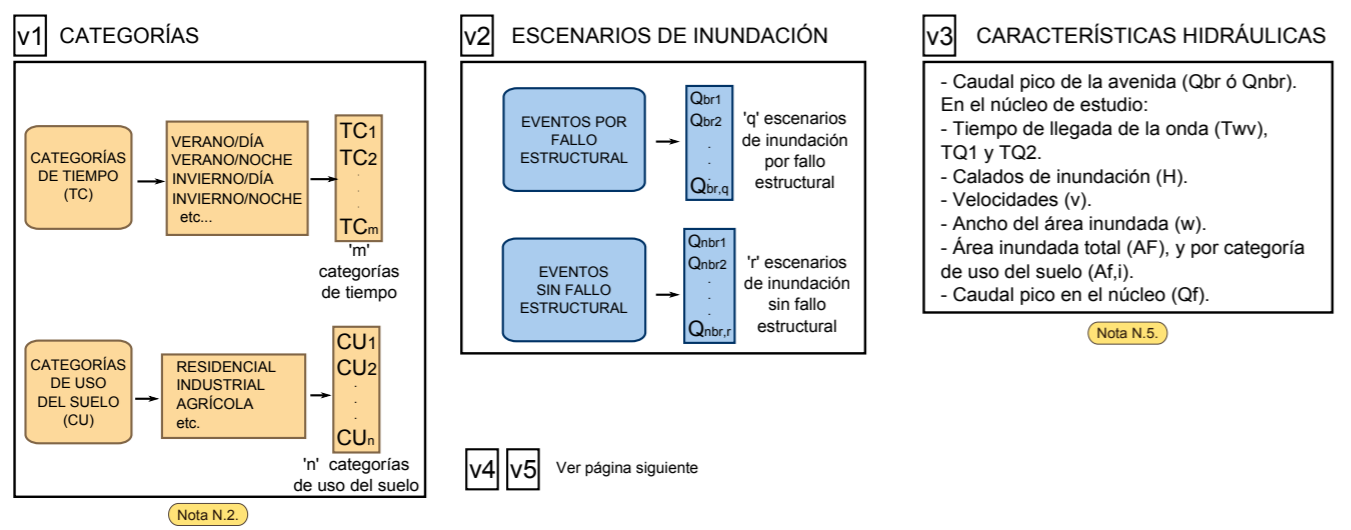 v1 CATEGORÍAS
CATEGORÍAS
DE TIEMPO
(TC)
VERANO/DÍA
VERANO/NOCHE
INVIERNO/DÍA
INVIERNO/NOCHE
etc...
TC1
TC2
.
.
.
TCm
'm'
categorías
de tiempo
CATEGORÍAS
DE USO
DEL SUELO
(CU)
RESIDENCIAL
INDUSTRIAL
AGRÍCOLA
etc.
CU1
CU2
.
.
.
CUn
'n' categorías
de uso del suelo
Nota N.2.
v2 ESCENARIOS DE INUNDACIÓN
EVENTOS POR
FALLO
ESTRUCTURAL
Qbr1
Qbr2
.
.
.
Qbr,q
'q' escenarios
de inundación
por fallo
estructural
EVENTOS
SIN FALLO
ESTRUCTURAL
Qnbr1
Qnbr2
.
.
.
Qnbr,r
'r' escenarios
de inundación
sin fallo
estructural
v4 v5 Ver página siguiente
v3 CARACTERÍSTICAS HIDRÁULICAS
- Caudal pico de la avenida (Qbr ó Qnbr).
En el núcleo de estudio:
- Tiempo de llegada de la onda (Twv),
TQ1 y TQ2.
- Calados de inundación (H).
- Velocidades (v).
- Ancho del área inundada (w).
- Área inundada total (AF), y por categoría
de uso del suelo (Af,i).
- Caudal pico en el núcleo (Qf).
Nota N.5.